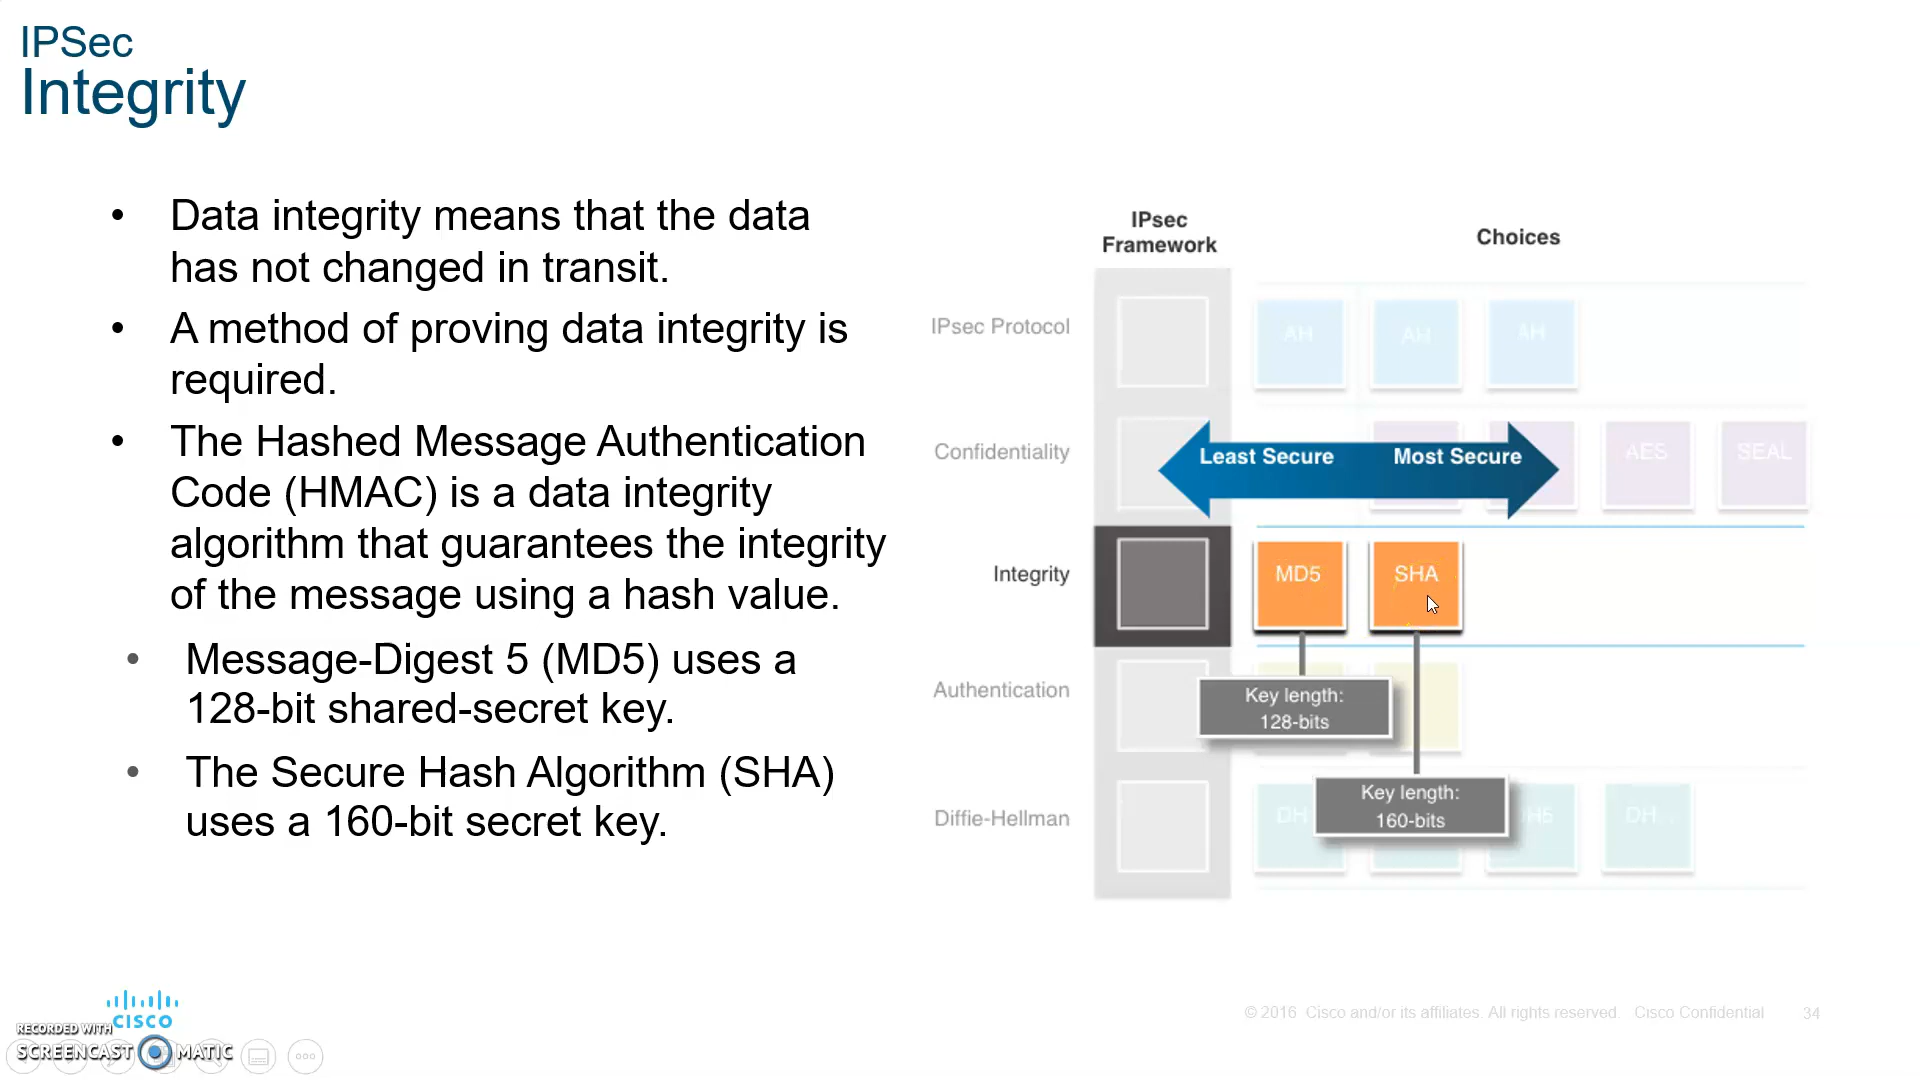 IPSec
Integrity
• Data integrity means that the data
has not changed in transit.
• A method of proving data integrity is
required.
• The Hashed Message Authentication
Code (HMAC) is a data integrity
algorithm that guarantees the integrity
of the message using a hash value.
• Message-Digest 5 (MD5) uses a
128-bit shared-secret key.
• The Secure Hash Algorithm (SHA)
uses a 160-bit secret key.
IPsec
Framework
Choices
IPsec Protocol
AH
AH
AH
Confidentiality
Least Secure
Most Secure
AES
SEAL
Integrity
MD5
SHA
Authentication
Key length:
128-bits
Diffie-Hellman
DH
Key length:
160-bits
DH...
CISCO
RECORDED WITH
SCREENCAST MATIC
© 2016 Cisco and/or its affiliates. All rights reserved. Cisco Confidential 34